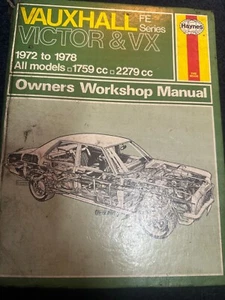 VAUXHALL FE
VICTOR & VX Series
Haynes
1972 to 1978
All models □ 1759 cc □ 2279 cc
Owners Workshop Manual